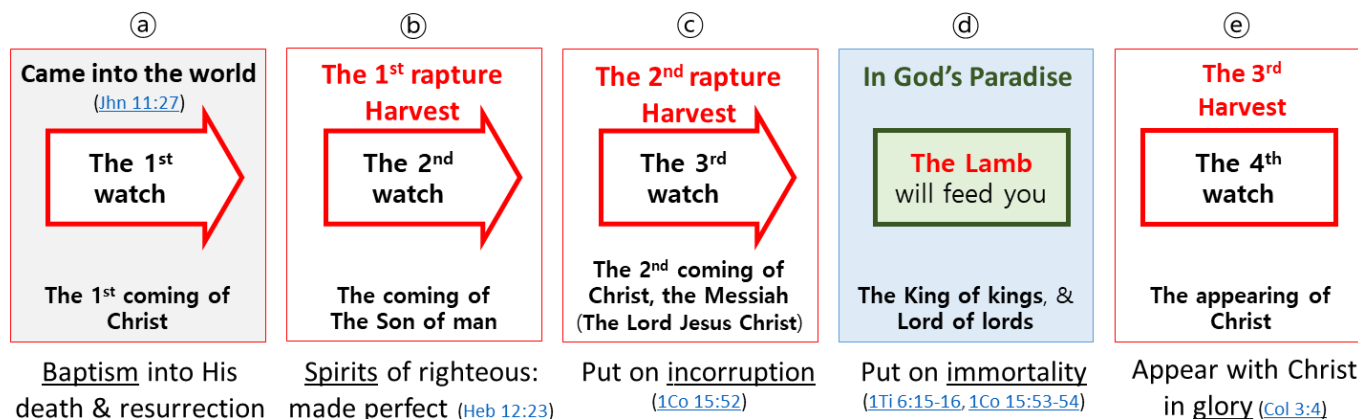 ⓐ
Came into the world
(Jhn 11:27)
The 1st
watch
The 1st coming of
Christ
Baptism into His
death & resurrection
ⓑ
The 1st rapture
Harvest
The 2nd
watch
The coming of
The Son of man
Spirits of righteous:
made perfect (Heb 12:23)
ⓒ
The 2nd rapture
Harvest
The 3rd
watch
The 2nd coming of
Christ, the Messiah
(The Lord Jesus Christ)
Put on incorruption
(1Co 15:52)
ⓓ
In God's Paradise
The Lamb
will feed you
The King of kings, &
Lord of lords
Put on immortality
(1Ti 6:15-16, 1Co 15:53-54)
ⓔ
The 3rd
Harvest
The 4th
watch
The appearing of
Christ
Appear with Christ
in glory (Col 3:4)